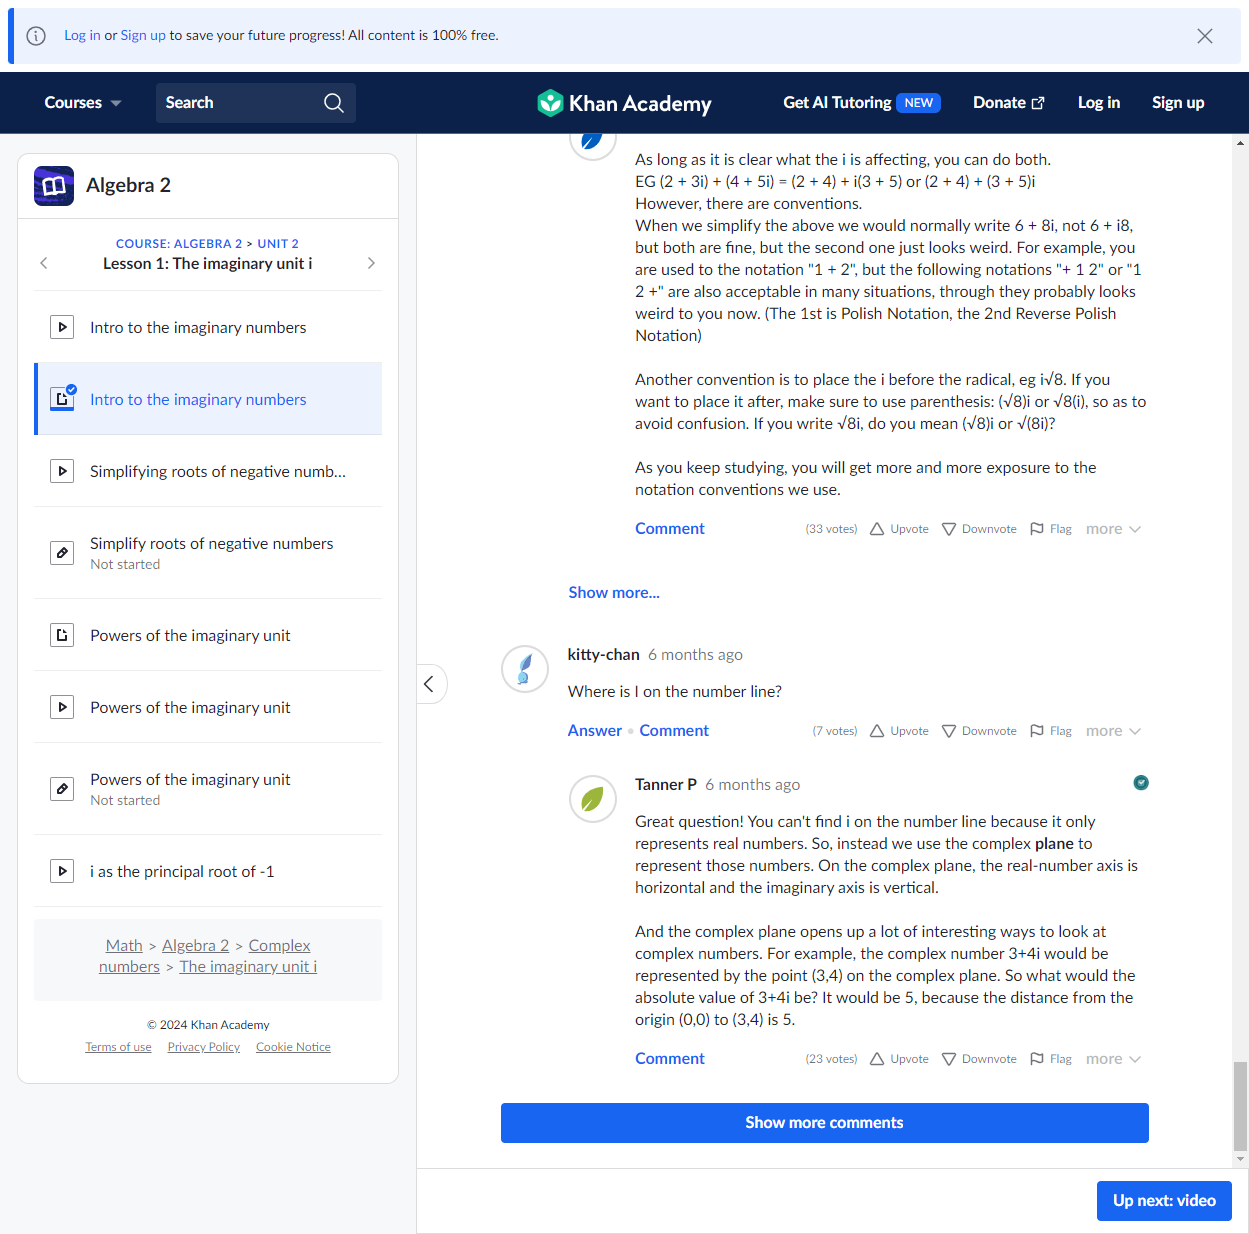 Log in or Sign up to save your future progress! All content is 100% free.
Courses
Search
Khan Academy
Get AI Tutoring NEW
Donate
Log in
Sign up
Algebra 2
COURSE: ALGEBRA 2 > UNIT 2
Lesson 1: The imaginary unit i
Intro to the imaginary numbers
Intro to the imaginary numbers
Simplifying roots of negative numb...
Simplify roots of negative numbers
Not started
Powers of the imaginary unit
Powers of the imaginary unit
Powers of the imaginary unit
Not started
i as the principal root of -1
Math > Algebra 2 > Complex
numbers > The imaginary unit i
© 2024 Khan Academy
Terms of use Privacy Policy Cookie Notice
As long as it is clear what the i is affecting, you can do both.
EG (2 + 3i) + (4 + 5i) = (2 + 4) + i(3 + 5) or (2 + 4) + (3 + 5)i
However, there are conventions.
When we simplify the above we would normally write 6 + 8i, not 6 + i8,
but both are fine, but the second one just looks weird. For example, you
are used to the notation "1 + 2", but the following notations "+ 1 2" or "1
2 +" are also acceptable in many situations, through they probably looks
weird to you now. (The 1st is Polish Notation, the 2nd Reverse Polish
Notation)
Another convention is to place the i before the radical, eg i√8. If you
want to place it after, make sure to use parenthesis: (√8)i or √8(i), so as to
avoid confusion. If you write √8i, do you mean (√8)i or √(8i)?
As you keep studying, you will get more and more exposure to the
notation conventions we use.
Comment (33 votes) Upvote Downvote Flag more
Show more...
kitty-chan 6 months ago
Where is I on the number line?
Answer • Comment (7 votes) Upvote Downvote Flag more
Tanner P 6 months ago
Great question! You can't find i on the number line because it only
represents real numbers. So, instead we use the complex plane to
represent those numbers. On the complex plane, the real-number axis is
horizontal and the imaginary axis is vertical.
And the complex plane opens up a lot of interesting ways to look at
complex numbers. For example, the complex number 3+4i would be
represented by the point (3,4) on the complex plane. So what would the
absolute value of 3+4i be? It would be 5, because the distance from the
origin (0,0) to (3,4) is 5.
Comment (23 votes) Upvote Downvote Flag more
Show more comments
Up next: video